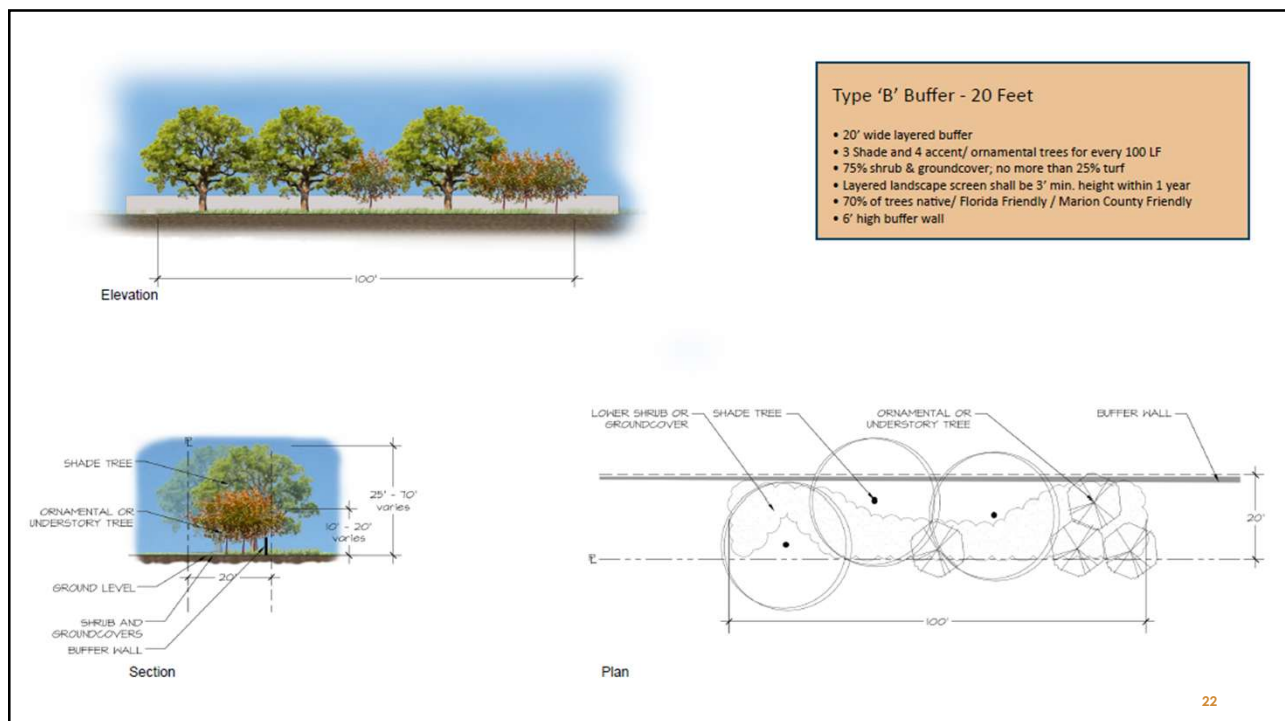 Type ‘B’ Buffer - 20 Feet
• 20’ wide layered buffer
• 3 Shade and 4 accent/ ornamental trees for every 100 LF
• 75% shrub & groundcover; no more than 25% turf
• Layered landscape screen shall be 3’ min. height within 1 year
• 70% of trees native/ Florida Friendly / Marion County Friendly
• 6’ high buffer wall
100'
Elevation
PL
SHADE TREE
ORNAMENTAL OR
UNDERSTORY TREE
25' - 70'
varies
10' - 20'
varies
20'
GROUND LEVEL
SHRUB AND
GROUNDCOVERS
BUFFER WALL
Section
LOWER SHRUB OR
GROUNDCOVER
SHADE TREE
ORNAMENTAL OR
UNDERSTORY TREE
BUFFER WALL
20'
PL
100'
Plan
22